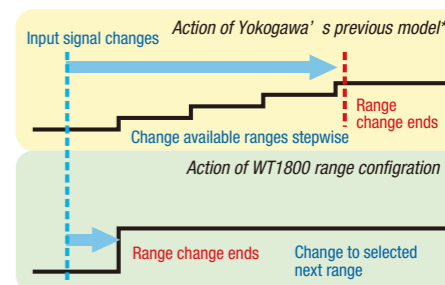 Action of Yokogawa's previous model*
Input signal changes
Range
change ends
Change available ranges stepwise
Action of WT1800 range configration
Range change ends
Change to selected
next range